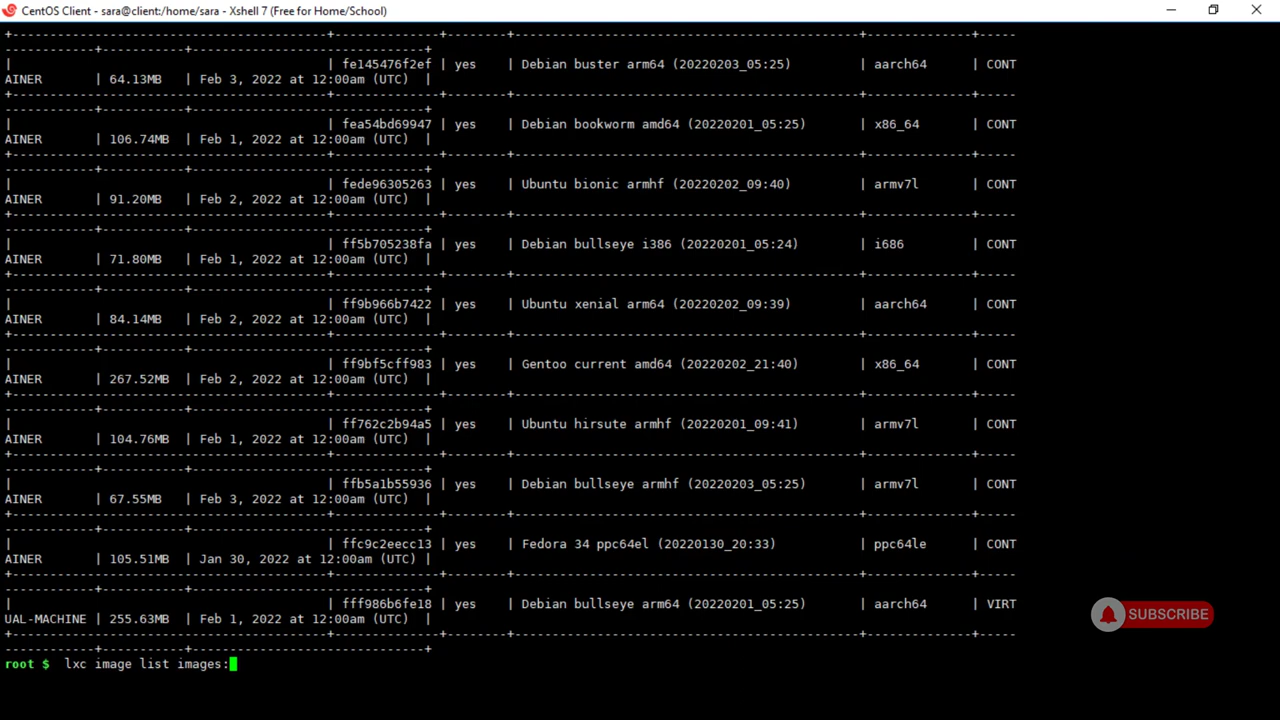 CentOS Client - sara@client:/home/sara - Xshell 7 (Free for Home/School)
+------------------------------------------+--------------+--------+----------------------------------------------+-------------+-----
------------+-----------+-------------------------------+
| | fe145476f2ef | yes | Debian buster arm64 (20220203_05:25) | aarch64 | CONT
AINER | 64.13MB | Feb 3, 2022 at 12:00am (UTC) |
+------------------------------------------+--------------+--------+----------------------------------------------+-------------+-----
------------+-----------+-------------------------------+
| | fea54bd69947 | yes | Debian bookworm amd64 (20220201_05:25) | x86_64 | CONT
AINER | 106.74MB | Feb 1, 2022 at 12:00am (UTC) |
+------------------------------------------+--------------+--------+----------------------------------------------+-------------+-----
------------+-----------+-------------------------------+
| | fede96305263 | yes | Ubuntu bionic armhf (20220202_09:40) | armv7l | CONT
AINER | 91.20MB | Feb 2, 2022 at 12:00am (UTC) |
+------------------------------------------+--------------+--------+----------------------------------------------+-------------+-----
------------+-----------+-------------------------------+
| | ff5b705238fa | yes | Debian bullseye i386 (20220201_05:24) | i686 | CONT
AINER | 71.80MB | Feb 1, 2022 at 12:00am (UTC) |
+------------------------------------------+--------------+--------+----------------------------------------------+-------------+-----
------------+-----------+-------------------------------+
| | ff9b966b7422 | yes | Ubuntu xenial arm64 (20220202_09:39) | aarch64 | CONT
AINER | 84.14MB | Feb 2, 2022 at 12:00am (UTC) |
+------------------------------------------+--------------+--------+----------------------------------------------+-------------+-----
------------+-----------+-------------------------------+
| | ff9bf5cff983 | yes | Gentoo current amd64 (20220202_21:40) | x86_64 | CONT
AINER | 267.52MB | Feb 2, 2022 at 12:00am (UTC) |
+------------------------------------------+--------------+--------+----------------------------------------------+-------------+-----
------------+-----------+-------------------------------+
| | ff762c2b94a5 | yes | Ubuntu hirsute armhf (20220201_09:41) | armv7l | CONT
AINER | 104.76MB | Feb 1, 2022 at 12:00am (UTC) |
+------------------------------------------+--------------+--------+----------------------------------------------+-------------+-----
------------+-----------+-------------------------------+
| | ffb5a1b55936 | yes | Debian bullseye armhf (20220203_05:25) | armv7l | CONT
AINER | 67.55MB | Feb 3, 2022 at 12:00am (UTC) |
+------------------------------------------+--------------+--------+----------------------------------------------+-------------+-----
------------+-----------+-------------------------------+
| | ffc9c2eecc13 | yes | Fedora 34 ppc64el (20220130_20:33) | ppc64le | CONT
AINER | 105.51MB | Jan 30, 2022 at 12:00am (UTC) |
+------------------------------------------+--------------+--------+----------------------------------------------+-------------+-----
------------+-----------+-------------------------------+
| | fff986b6fe18 | yes | Debian bullseye arm64 (20220201_05:25) | aarch64 | VIRT
UAL-MACHINE | 255.63MB | Feb 1, 2022 at 12:00am (UTC) |
+------------------------------------------+--------------+--------+----------------------------------------------+-------------+-----
------------+-----------+-------------------------------+
root $ lxc image list images:
SUBSCRIBE